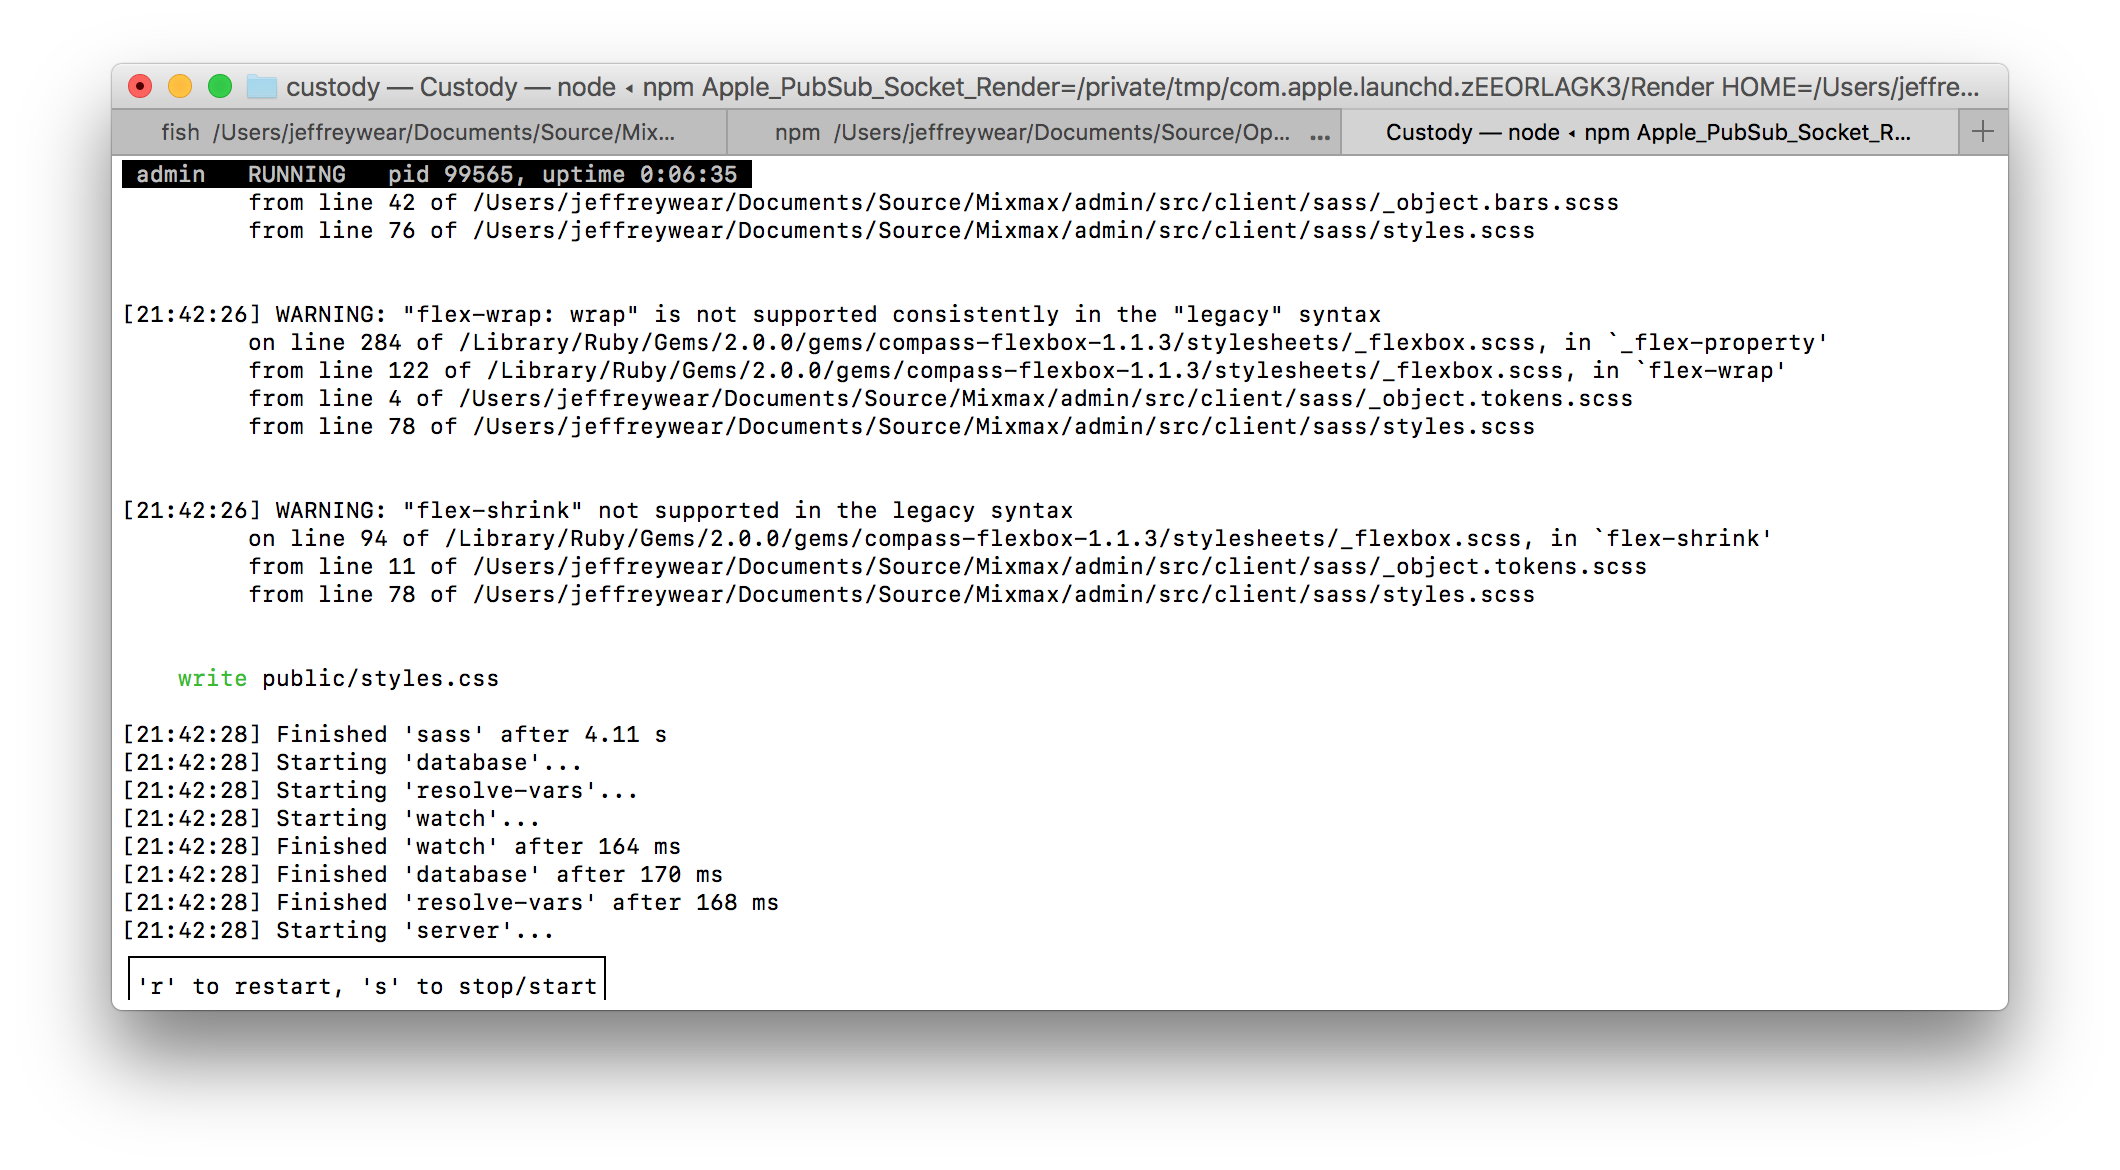 custody — Custody — node ◂ npm Apple_PubSub_Socket_Render=/private/tmp/com.apple.launchd.zEEORLAGK3/Render HOME=/Users/jeffre...
fish /Users/jeffreywear/Documents/Source/Mix... npm /Users/jeffreywear/Documents/Source/Op... ... Custody — node ◂ npm Apple_PubSub_Socket_R... +
admin   RUNNING   pid 99565, uptime 0:06:35
from line 42 of /Users/jeffreywear/Documents/Source/Mixmax/admin/src/client/sass/_object.bars.scss
from line 76 of /Users/jeffreywear/Documents/Source/Mixmax/admin/src/client/sass/styles.scss
[21:42:26] WARNING: "flex-wrap: wrap" is not supported consistently in the "legacy" syntax
on line 284 of /Library/Ruby/Gems/2.0.0/gems/compass-flexbox-1.1.3/stylesheets/_flexbox.scss, in `_flex-property'
from line 122 of /Library/Ruby/Gems/2.0.0/gems/compass-flexbox-1.1.3/stylesheets/_flexbox.scss, in `flex-wrap'
from line 4 of /Users/jeffreywear/Documents/Source/Mixmax/admin/src/client/sass/_object.tokens.scss
from line 78 of /Users/jeffreywear/Documents/Source/Mixmax/admin/src/client/sass/styles.scss
[21:42:26] WARNING: "flex-shrink" not supported in the legacy syntax
on line 94 of /Library/Ruby/Gems/2.0.0/gems/compass-flexbox-1.1.3/stylesheets/_flexbox.scss, in `flex-shrink'
from line 11 of /Users/jeffreywear/Documents/Source/Mixmax/admin/src/client/sass/_object.tokens.scss
from line 78 of /Users/jeffreywear/Documents/Source/Mixmax/admin/src/client/sass/styles.scss
write public/styles.css
[21:42:28] Finished 'sass' after 4.11 s
[21:42:28] Starting 'database'...
[21:42:28] Starting 'resolve-vars'...
[21:42:28] Starting 'watch'...
[21:42:28] Finished 'watch' after 164 ms
[21:42:28] Finished 'database' after 170 ms
[21:42:28] Finished 'resolve-vars' after 168 ms
[21:42:28] Starting 'server'...
'r' to restart, 's' to stop/start